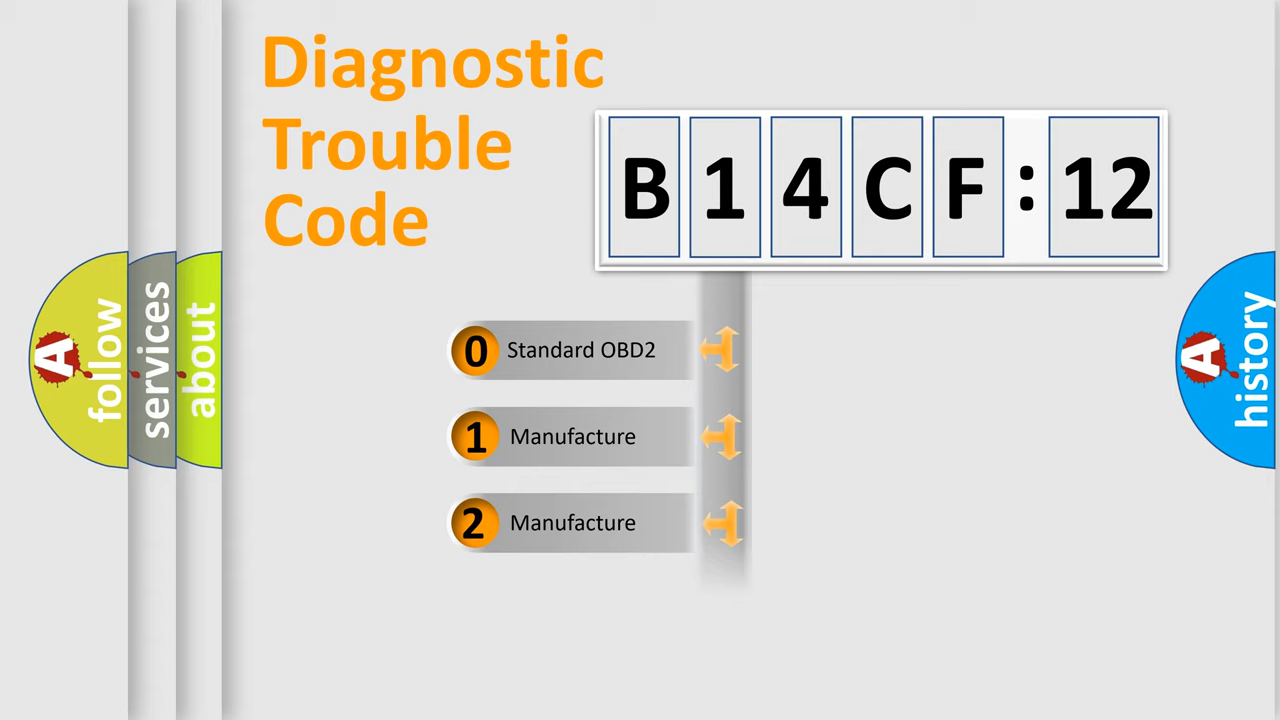 Diagnostic
Trouble
Code
B 1 4 C F : 12
0 Standard OBD2
1 Manufacture
2 Manufacture
A follow
services
about
A history